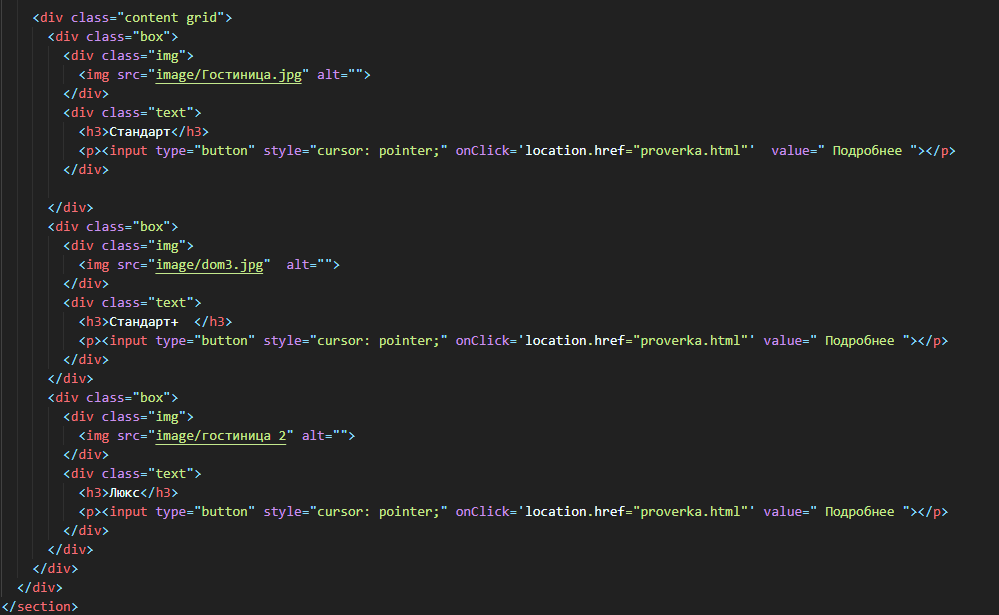 <div class="content grid">
<div class="box">
<div class="img">
<img src="image/Гостиница.jpg" alt="">
</div>
<div class="text">
<h3>Стандарт</h3>
<p><input type="button" style="cursor: pointer;" onClick='location.href="proverka.html"'  value=" Подробнее "></p>
</div>
</div>
<div class="box">
<div class="img">
<img src="image/dom3.jpg"  alt="">
</div>
<div class="text">
<h3>Стандарт+  </h3>
<p><input type="button" style="cursor: pointer;" onClick='location.href="proverka.html"' value=" Подробнее "></p>
</div>
</div>
<div class="box">
<div class="img">
<img src="image/гостиница 2" alt="">
</div>
<div class="text">
<h3>Люкс</h3>
<p><input type="button" style="cursor: pointer;" onClick='location.href="proverka.html"' value=" Подробнее "></p>
</div>
</div>
</div>
</div>
</section>